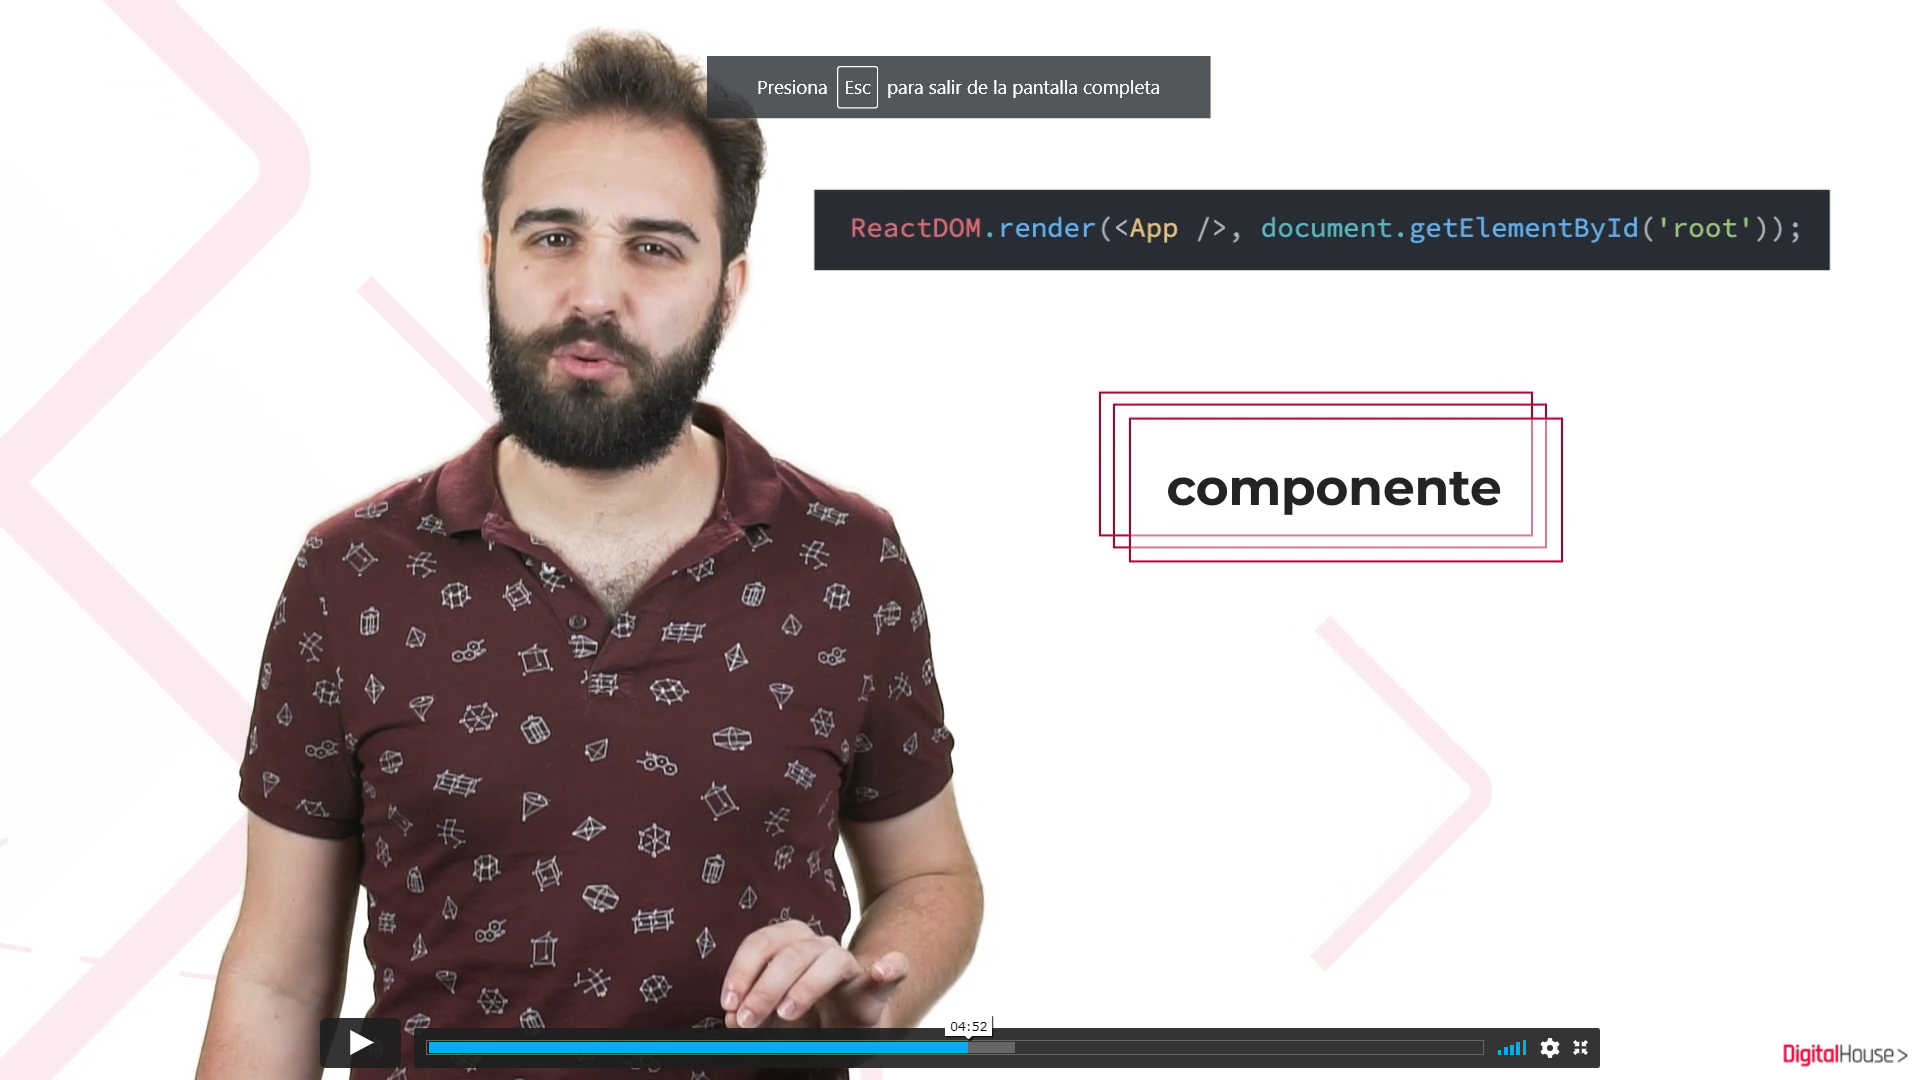 Presiona Esc para salir de la pantalla completa
ReactDOM.render(<App />, document.getElementById('root'));
componente
04:52
DigitalHouse>